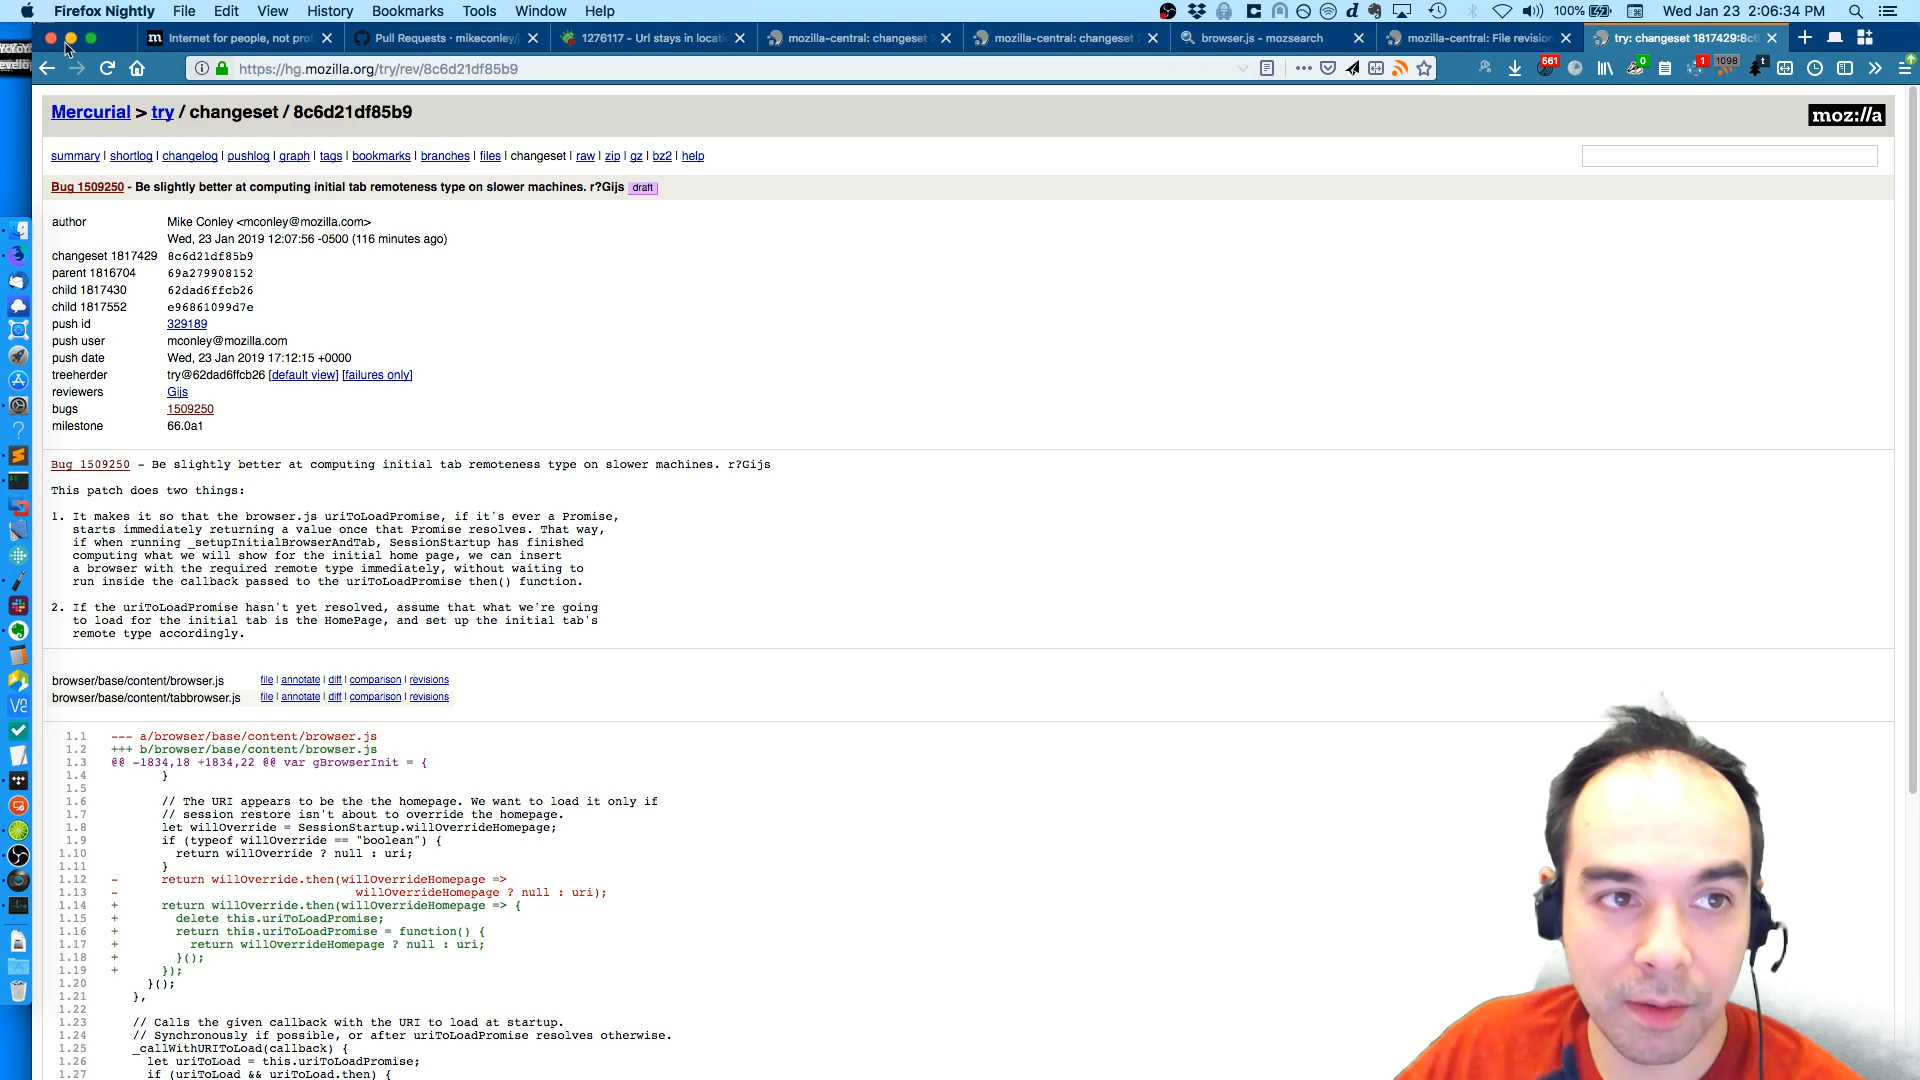 Firefox Nightly File Edit View History Bookmarks Tools Window Help 100% Wed Jan 23 2:06:34 PM
Internet for people, not pro Pull Requests · mikeconley/ 1276117 - Url stays in locati mozilla-central: changeset mozilla-central: changeset browser.js - mozsearch mozilla-central: File revision try: changeset 1817429:8c6
https://hg.mozilla.org/try/rev/8c6d21df85b9 561 0 1 1098
Mercurial > try / changeset / 8c6d21df85b9 moz://a
summary | shortlog | changelog | pushlog | graph | tags | bookmarks | branches | files | changeset | raw | zip | gz | bz2 | help
Bug 1509250 - Be slightly better at computing initial tab remoteness type on slower machines. r?Gijs draft
author Mike Conley <mconley@mozilla.com>
Wed, 23 Jan 2019 12:07:56 -0500 (116 minutes ago)
changeset 1817429 8c6d21df85b9
parent 1816704 69a279908152
child 1817430 62dad6ffcb26
child 1817552 e96861099d7e
push id 329189
push user mconley@mozilla.com
push date Wed, 23 Jan 2019 17:12:15 +0000
treeherder try@62dad6ffcb26 [default view] [failures only]
reviewers Gijs
bugs 1509250
milestone 66.0a1
Bug 1509250 - Be slightly better at computing initial tab remoteness type on slower machines. r?Gijs
This patch does two things:
1. It makes it so that the browser.js uriToLoadPromise, if it's ever a Promise,
starts immediately returning a value once that Promise resolves. That way,
if when running _setupInitialBrowserAndTab, SessionStartup has finished
computing what we will show for the initial home page, we can insert
a browser with the required remote type immediately, without waiting to
run inside the callback passed to the uriToLoadPromise then() function.
2. If the uriToLoadPromise hasn't yet resolved, assume that what we're going
to load for the initial tab is the HomePage, and set up the initial tab's
remote type accordingly.
browser/base/content/browser.js file | annotate | diff | comparison | revisions
browser/base/content/tabbrowser.js file | annotate | diff | comparison | revisions
1.1 --- a/browser/base/content/browser.js
1.2 +++ b/browser/base/content/browser.js
1.3 @@ -1834,18 +1834,22 @@ var gBrowserInit = {
1.4 }
1.5
1.6 // The URI appears to be the the homepage. We want to load it only if
1.7 // session restore isn't about to override the homepage.
1.8 let willOverride = SessionStartup.willOverrideHomepage;
1.9 if (typeof willOverride == "boolean") {
1.10 return willOverride ? null : uri;
1.11 }
1.12 - return willOverride.then(willOverrideHomepage =>
1.13 - willOverrideHomepage ? null : uri);
1.14 + return willOverride.then(willOverrideHomepage => {
1.15 + delete this.uriToLoadPromise;
1.16 + return this.uriToLoadPromise = function() {
1.17 + return willOverrideHomepage ? null : uri;
1.18 + }();
1.19 + });
1.20 }();
1.21 },
1.22
1.23 // Calls the given callback with the URI to load at startup.
1.24 // Synchronously if possible, or after uriToLoadPromise resolves otherwise.
1.25 _callWithURIToLoad(callback) {
1.26 let uriToLoad = this.uriToLoadPromise;
1.27 if (uriToLoad && uriToLoad.then) {